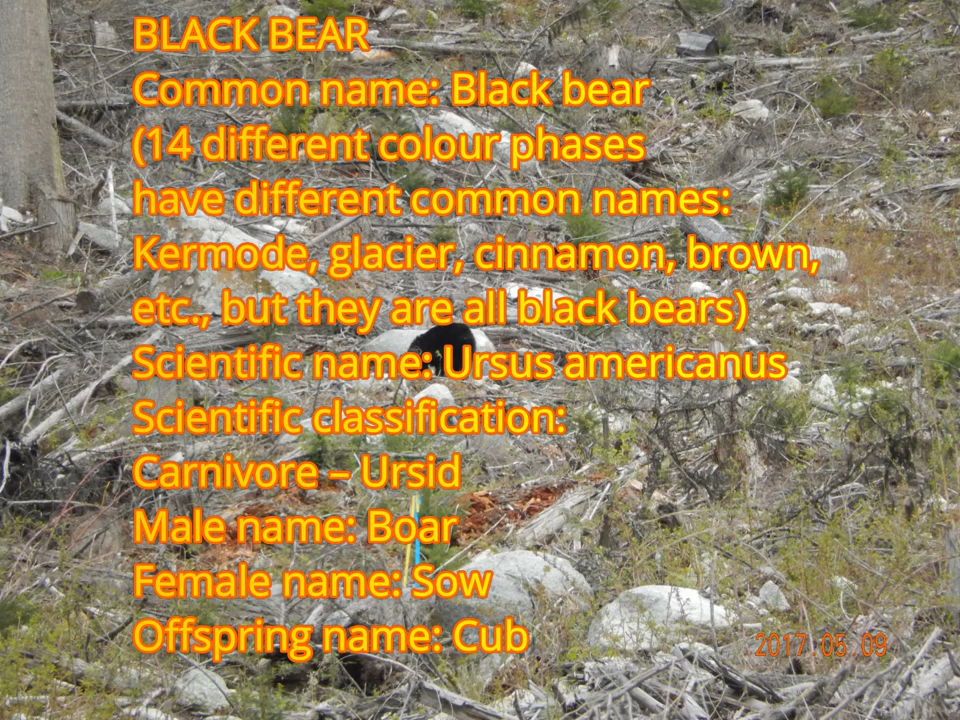 BLACK BEAR
Common name: Black bear
(14 different colour phases
have different common names:
Kermode, glacier, cinnamon, brown,
etc., but they are all black bears)
Scientific name: Ursus americanus
Scientific classification:
Carnivore – Ursid
Male name: Boar
Female name: Sow
Offspring name: Cub
2017.05.09